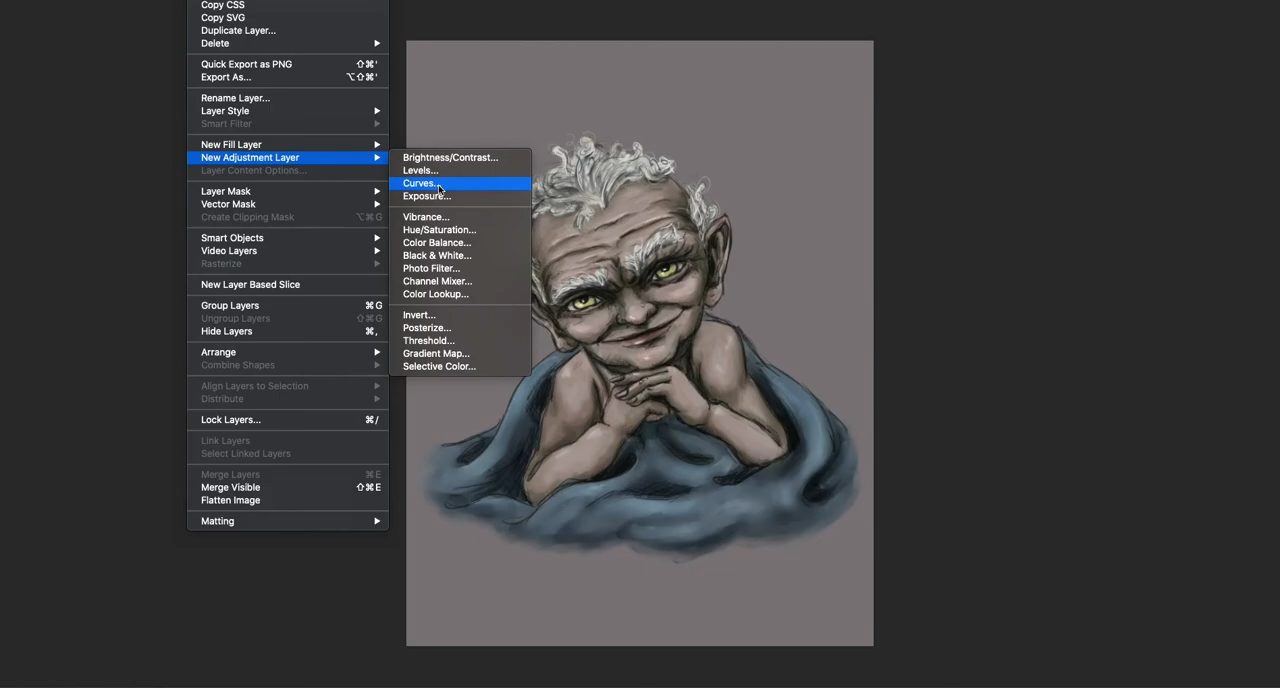 Copy CSS
Copy SVG
Duplicate Layer...
Delete
Quick Export as PNG ⇧⌘'
Export As... ⌥⇧⌘'
Rename Layer...
Layer Style
Smart Filter
New Fill Layer
New Adjustment Layer
Layer Content Options...
Layer Mask
Vector Mask
Create Clipping Mask ⌥⌘G
Smart Objects
Video Layers
Rasterize
New Layer Based Slice
Group Layers ⌘G
Ungroup Layers ⇧⌘G
Hide Layers ⌘,
Arrange
Combine Shapes
Align Layers to Selection
Distribute
Lock Layers... ⌘/
Link Layers
Select Linked Layers
Merge Layers ⌘E
Merge Visible ⇧⌘E
Flatten Image
Matting
Brightness/Contrast...
Levels...
Curves...
Exposure...
Vibrance...
Hue/Saturation...
Color Balance...
Black & White...
Photo Filter...
Channel Mixer...
Color Lookup...
Invert...
Posterize...
Threshold...
Gradient Map...
Selective Color...